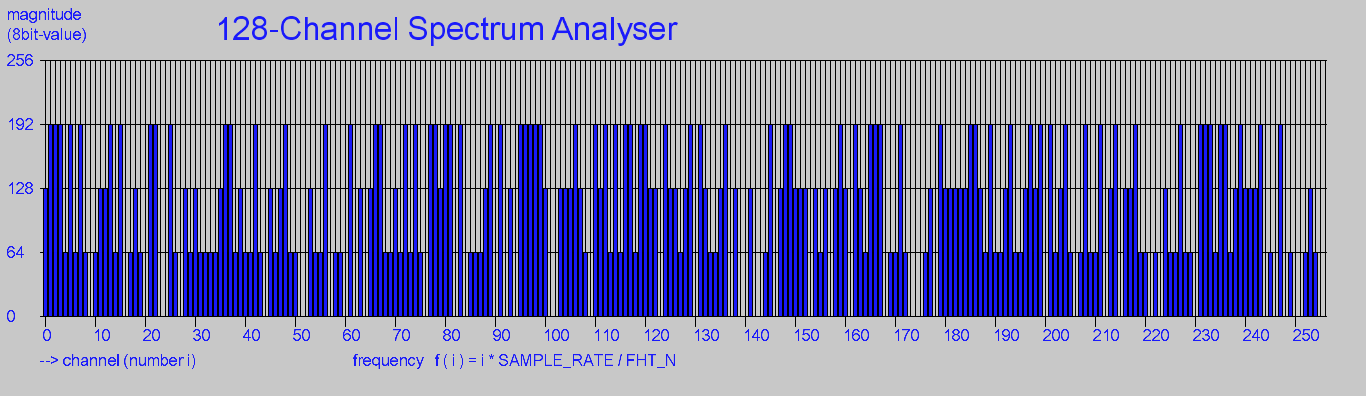 magnitude
(8bit-value)
128-Channel Spectrum Analyser
256
192
128
64
0
0 10 20 30 40 50 60 70 80 90 100 110 120 130 140 150 160 170 180 190 200 210 220 230 240 250
--> channel (number i) frequency f ( i ) = i * SAMPLE_RATE / FHT_N